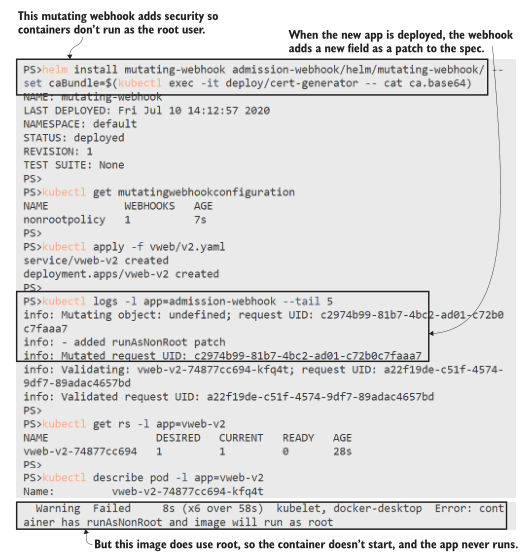 This mutating webhook adds security so
containers don't run as the root user.
When the new app is deployed, the webhook
adds a new field as a patch to the spec.
PS>helm install mutating-webhook admission-webhook/helm/mutating-webhook/ --
set caBundle=$(kubectl exec -it deploy/cert-generator -- cat ca.base64)
NAME: mutating-webhook
LAST DEPLOYED: Fri Jul 10 14:12:57 2020
NAMESPACE: default
STATUS: deployed
REVISION: 1
TEST SUITE: None
PS>
PS>kubectl get mutatingwebhookconfiguration
NAME WEBHOOKS AGE
nonrootpolicy 1 7s
PS>
PS>kubectl apply -f vweb/v2.yaml
service/vweb-v2 created
deployment.apps/vweb-v2 created
PS>
PS>kubectl logs -l app=admission-webhook --tail 5
info: Mutating object: undefined; request UID: c2974b99-81b7-4bc2-ad01-c72b0
c7faaa7
info: - added runAsNonRoot patch
info: Mutated request UID: c2974b99-81b7-4bc2-ad01-c72b0c7faaa7
info: Validating: vweb-v2-74877cc694-kfq4t; request UID: a22f19de-c51f-4574-
9df7-89adac4657bd
info: Validated request UID: a22f19de-c51f-4574-9df7-89adac4657bd
PS>
PS>kubectl get rs -l app=vweb-v2
NAME DESIRED CURRENT READY AGE
vweb-v2-74877cc694 1 1 0 28s
PS>
PS>kubectl describe pod -l app=vweb-v2
Name: vweb-v2-74877cc694-kfq4t
Warning Failed 8s (x6 over 58s) kubelet, docker-desktop Error: cont
ainer has runAsNonRoot and image will run as root
But this image does use root, so the container doesn't start, and the app never runs.